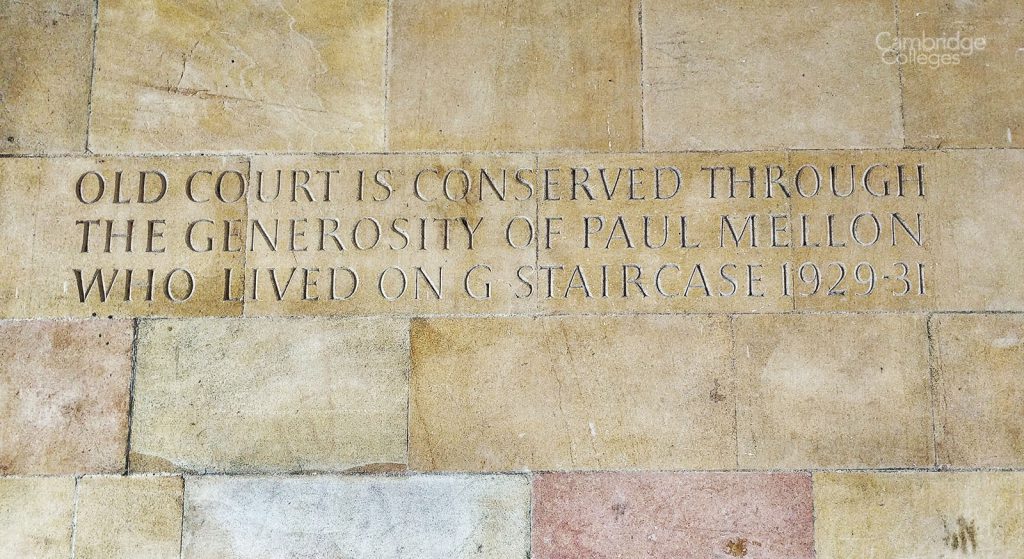 Cambridge
Colleges
OLD COURT IS CONSERVED THROUGH
THE GENEROSITY OF PAUL MELLON
WHO LIVED ON G STAIRCASE 1929-31